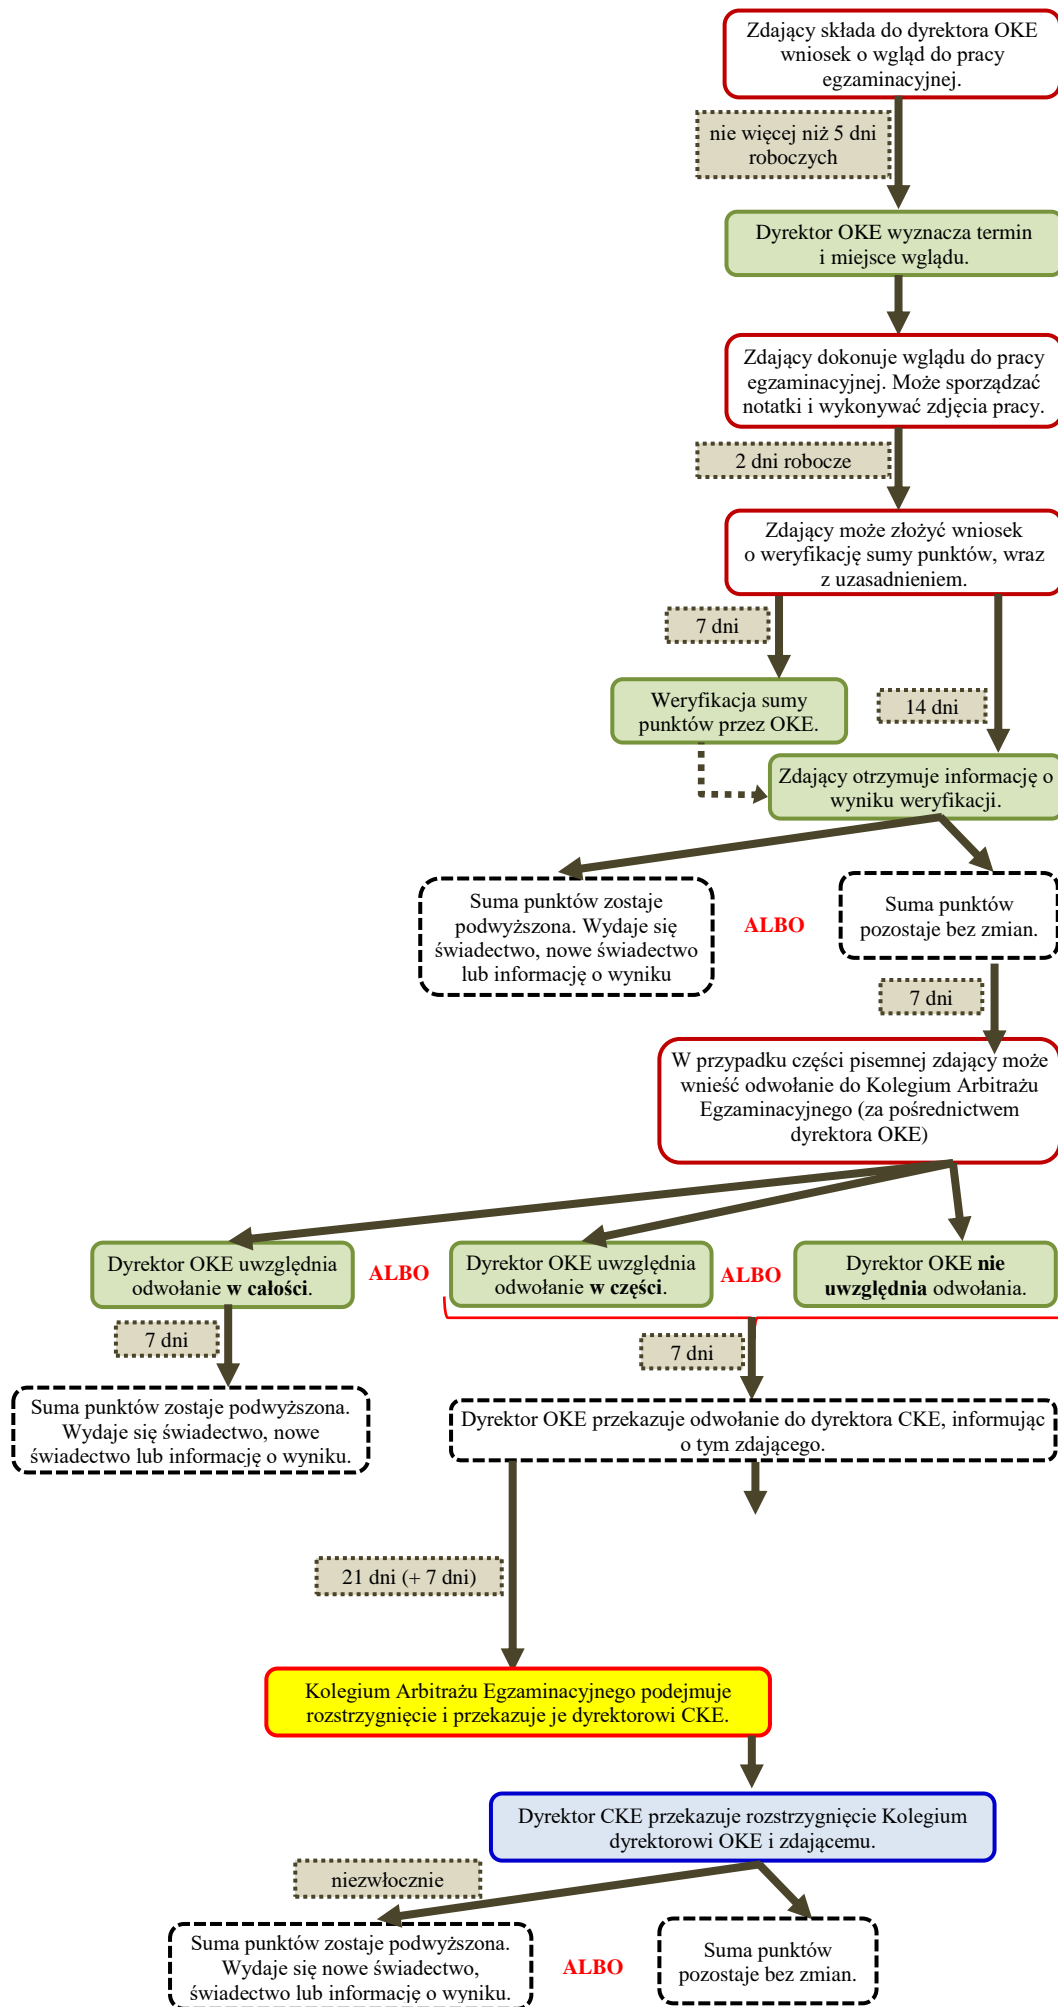 Zdający składa do dyrektora OKE
wniosek o wgląd do pracy
egzaminacyjnej.
nie więcej niż 5 dni
roboczych
Dyrektor OKE wyznacza termin
i miejsce wglądu.
Zdający dokonuje wglądu do pracy
egzaminacyjnej. Może sporządzać
notatki i wykonywać zdjęcia pracy.
2 dni robocze
Zdający może złożyć wniosek
o weryfikację sumy punktów, wraz
z uzasadnieniem.
7 dni
Weryfikacja sumy
punktów przez OKE.
14 dni
Zdający otrzymuje informację o
wyniku weryfikacji.
Suma punktów zostaje
podwyższona. Wydaje się
świadectwo, nowe świadectwo
lub informację o wyniku
ALBO
Suma punktów
pozostaje bez zmian.
7 dni
W przypadku części pisemnej zdający może
wnieść odwołanie do Kolegium Arbitrażu
Egzaminacyjnego (za pośrednictwem
dyrektora OKE)
Dyrektor OKE uwzględnia
odwołanie w całości.
ALBO
Dyrektor OKE uwzględnia
odwołanie w części.
ALBO
Dyrektor OKE nie
uwzględnia odwołania.
7 dni
7 dni
Suma punktów zostaje podwyższona.
Wydaje się świadectwo, nowe
świadectwo lub informację o wyniku.
Dyrektor OKE przekazuje odwołanie do dyrektora CKE, informując
o tym zdającego.
21 dni (+ 7 dni)
Kolegium Arbitrażu Egzaminacyjnego podejmuje
rozstrzygnięcie i przekazuje je dyrektorowi CKE.
Dyrektor CKE przekazuje rozstrzygnięcie Kolegium
dyrektorowi OKE i zdającemu.
niezwłocznie
Suma punktów zostaje podwyższona.
Wydaje się nowe świadectwo,
świadectwo lub informację o wyniku.
ALBO
Suma punktów
pozostaje bez zmian.